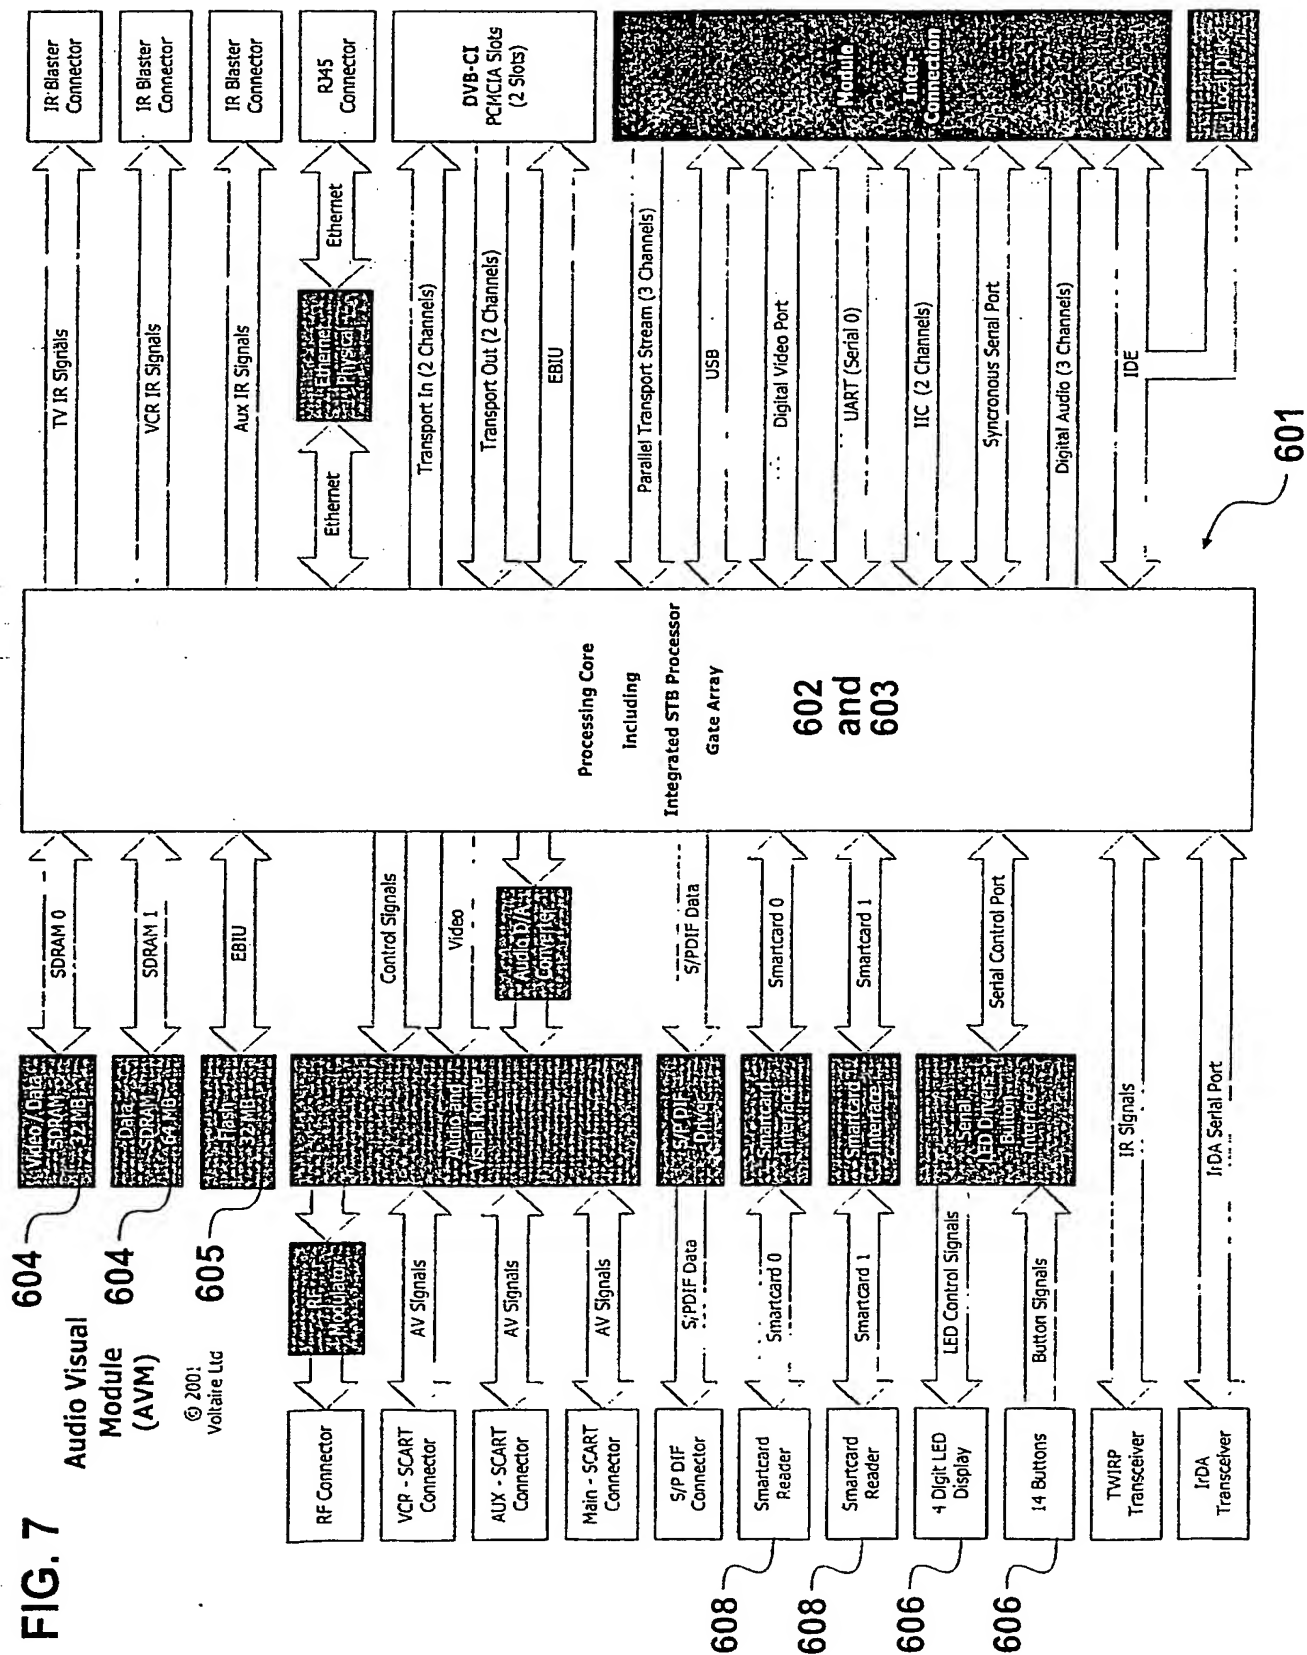 FIG. 7
Audio Visual
Module
(AVM)
© 2001
Voltaire Ltd
604
604
605
Video / Data
SDRAM
32 MB
Data
SDRAM
64 MB
Flash
32 MB
SDRAM 0
SDRAM 1
EBIU
RF Connector
RF
Modulator
VCR - SCART
Connector
AV Signals
AUX - SCART
Connector
AV Signals
Main - SCART
Connector
AV Signals
Audio and
Visual Router
Control Signals
Video
Audio D/A
Converter
S/P DIF
Connector
S/PDIF Data
S/P DIF
Driver
S/PDIF Data
608
Smartcard
Reader
Smartcard 0
Smartcard
Interface
Smartcard 0
608
Smartcard
Reader
Smartcard 1
Smartcard
Interface
Smartcard 1
606
4 Digit LED
Display
LED Control Signals
606
14 Buttons
Button Signals
Serial
LED Drivers
Button
Interface
Serial Control Port
TWIRP
Transceiver
IR Signals
IrDA
Transceiver
IrDA Serial Port
Processing Core
Including
Integrated STB Processor
Gate Array
602
and
603
TV IR Signals
IR Blaster
Connector
VCR IR Signals
IR Blaster
Connector
Aux IR Signals
IR Blaster
Connector
Ethernet
Ethernet
Physical
Ethernet
RJ45
Connector
Transport In (2 Channels)
Transport Out (2 Channels)
EBIU
DVB-CI
PCMCIA Slots
(2 Slots)
Parallel Transport Stream (3 Channels)
USB
Digital Video Port
UART (Serial 0)
IIC (2 Channels)
Syncronous Serial Port
Digital Audio (3 Channels)
IDE
Module
Inter
Connection
Local Disk
601